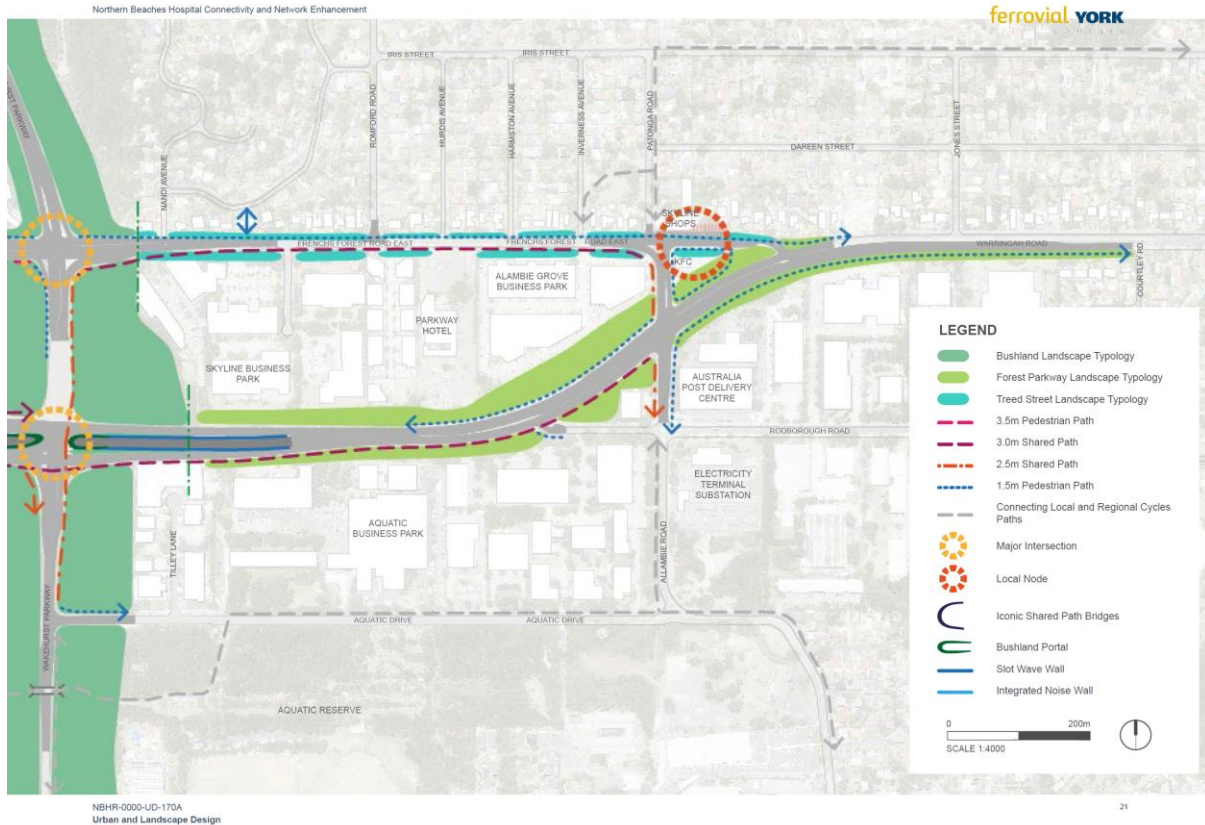 Northern Beaches Hospital Connectivity and Network Enhancement
ferrovial YORK
IRIS STREET
IRIS STREET
WAKEHURST PARKWAY
NANDI AVENUE
ROMFORD ROAD
HURDIS AVENUE
HARMSTON AVENUE
INVERNESS AVENUE
PATONGA ROAD
DAREEN STREET
JONES STREET
SKYLINE
SHOPS
FRENCHS FOREST ROAD EAST
FRENCHS FOREST ROAD EAST
WARRINGAH ROAD
KFC
COURTLEY RD.
ALAMBIE GROVE
BUSINESS PARK
PARKWAY
HOTEL
SKYLINE BUSINESS
PARK
AUSTRALIA
POST DELIVERY
CENTRE
RODBOROUGH ROAD
ELECTRICITY
TERMINAL
SUBSTATION
AQUATIC
BUSINESS PARK
TILLEY LANE
ALLAMBIE ROAD
WAKEHURST PARKWAY
AQUATIC DRIVE
AQUATIC DRIVE
AQUATIC RESERVE
LEGEND
Bushland Landscape Typology
Forest Parkway Landscape Typology
Treed Street Landscape Typology
3.5m Pedestrian Path
3.0m Shared Path
2.5m Shared Path
1.5m Pedestrian Path
Connecting Local and Regional Cycles
Paths
Major Intersection
Local Node
Iconic Shared Path Bridges
Bushland Portal
Slot Wave Wall
Integrated Noise Wall
0 200m
SCALE 1:4000
NBHR-0000-UD-170A
Urban and Landscape Design
21